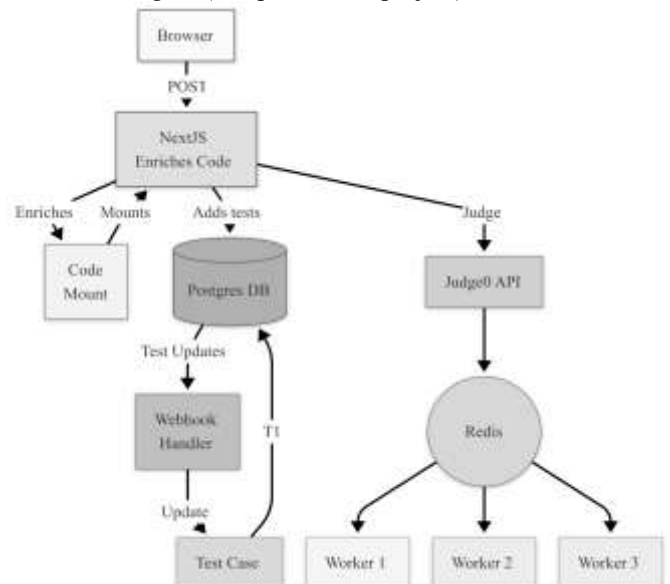 Browser
POST
NextJS
Enriches Code
Enriches
Mounts
Adds tests
Judge
Code
Mount
Postgres DB
Judge0 API
Test Updates
Webhook
Handler
T1
Redis
Update
Test Case
Worker 1
Worker 2
Worker 3